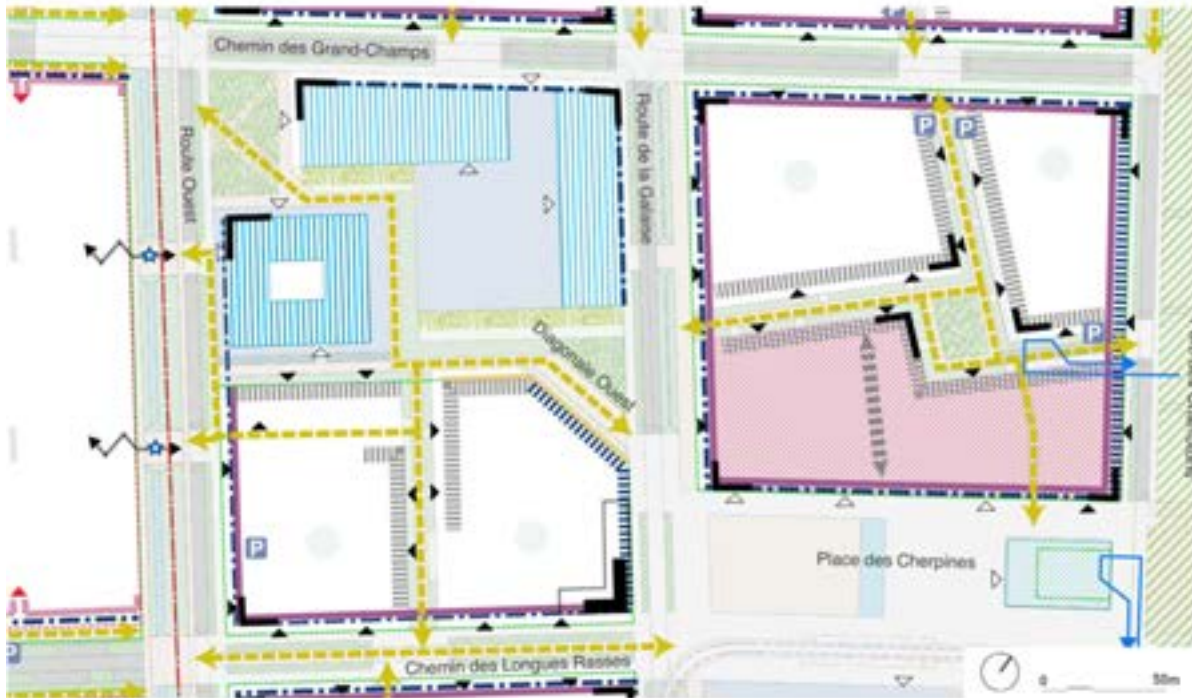 Chemin des Grand-Champs
Route Ouest
Route de la Galaise
P
P
P
Diagonale Ouest
P
Place des Cherpines
P
Chemin des Longues Rasses
0
50m